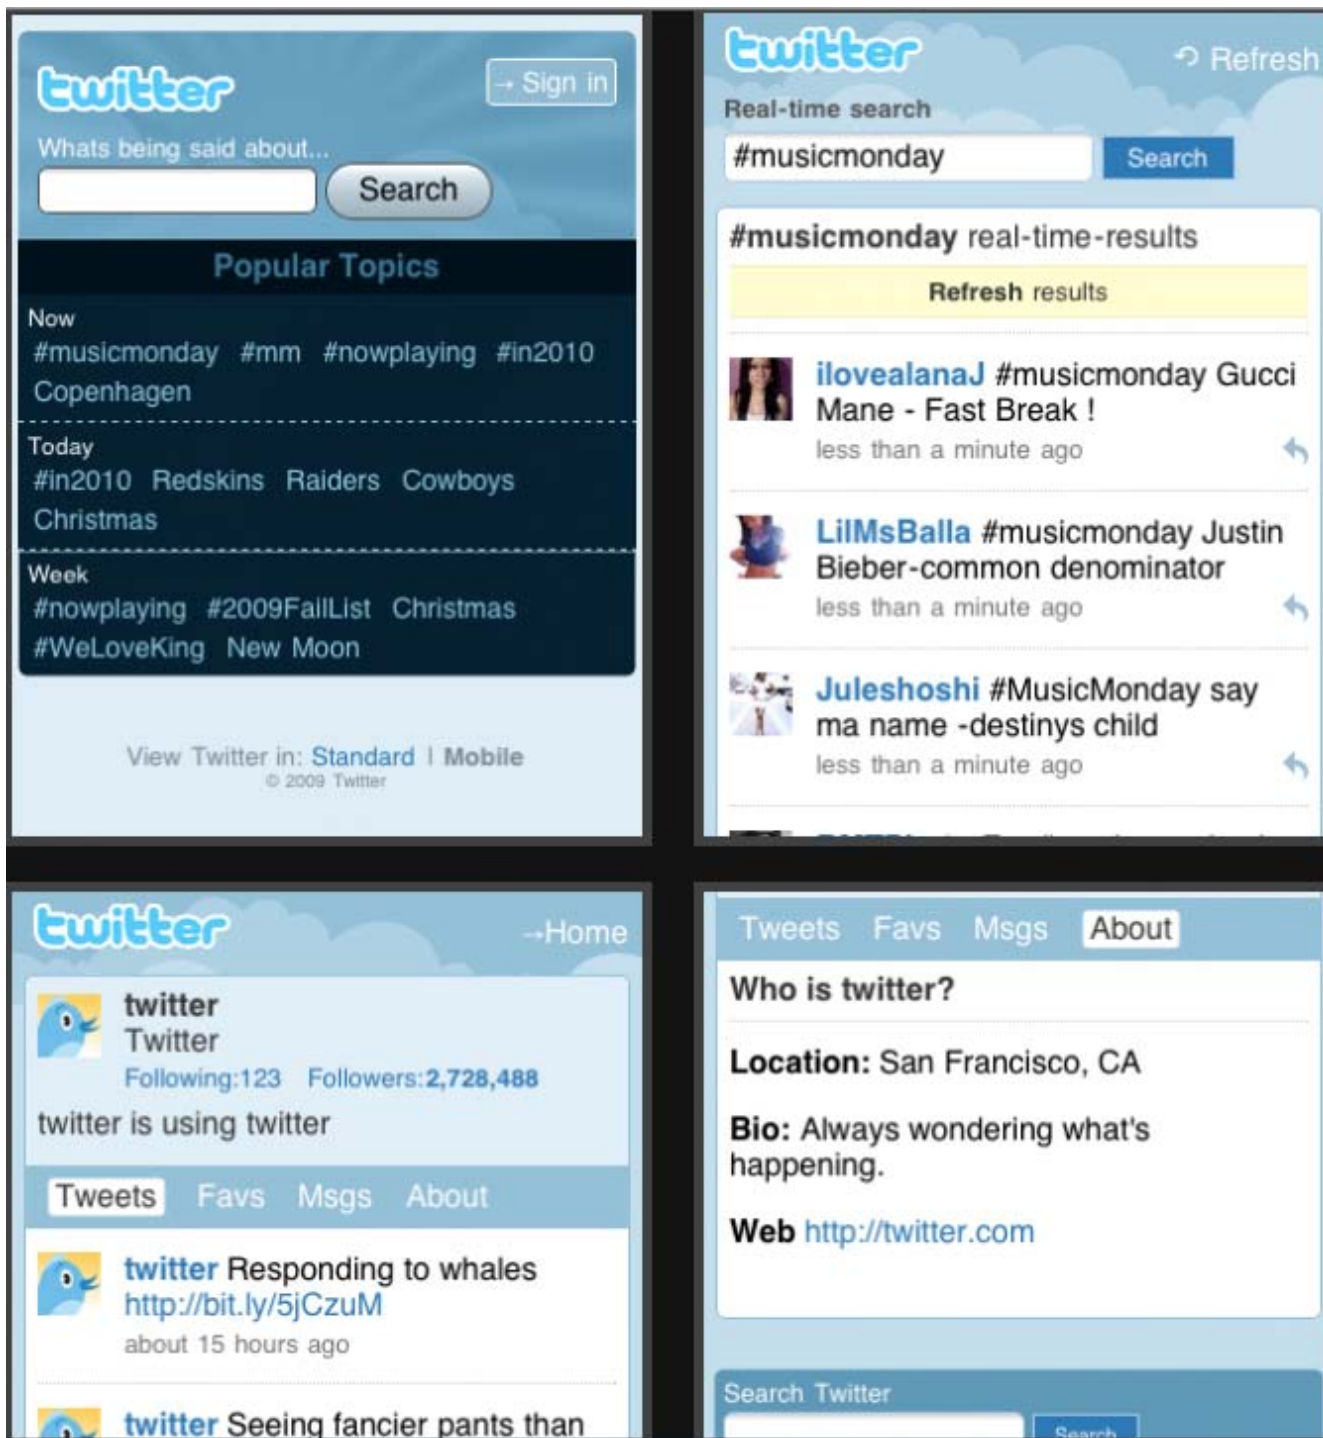 twitter
→ Sign in
Whats being said about...
Search
Popular Topics
Now
#musicmonday #mm #nowplaying #in2010
Copenhagen
Today
#in2010 Redskins Raiders Cowboys
Christmas
Week
#nowplaying #2009FailList Christmas
#WeLoveKing New Moon
View Twitter in: Standard | Mobile
© 2009 Twitter
twitter
Refresh
Real-time search
#musicmonday
Search
#musicmonday real-time-results
Refresh results
ilovealanaJ #musicmonday Gucci
Mane - Fast Break !
less than a minute ago
LilMsBalla #musicmonday Justin
Bieber-common denominator
less than a minute ago
Juleshoshi #MusicMonday say
ma name -destinys child
less than a minute ago
twitter
→Home
twitter
Twitter
Following:123 Followers:2,728,488
twitter is using twitter
Tweets Favs Msgs About
twitter Responding to whales
http://bit.ly/5jCzuM
about 15 hours ago
twitter Seeing fancier pants than
Tweets Favs Msgs About
Who is twitter?
Location: San Francisco, CA
Bio: Always wondering what's
happening.
Web http://twitter.com
Search Twitter
Search